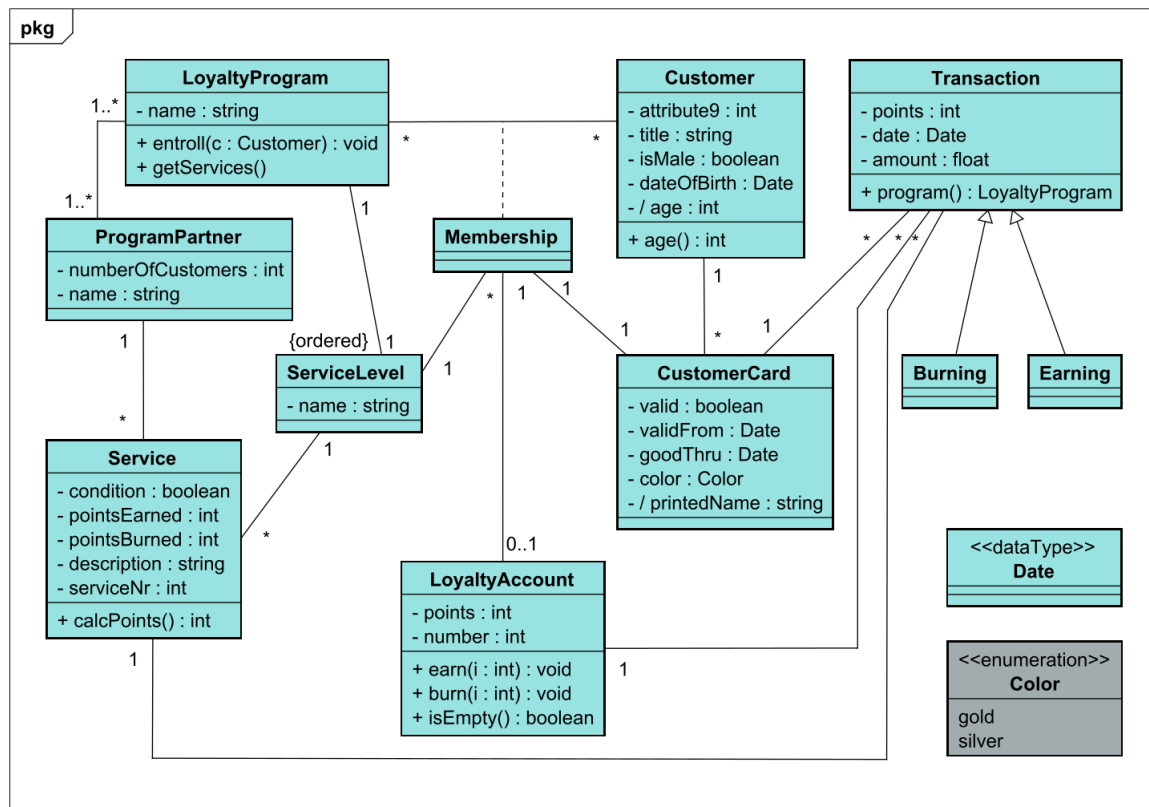 pkg
LoyaltyProgram
- name : string
+ entroll(c : Customer) : void
+ getServices()
Customer
- attribute9 : int
- title : string
- isMale : boolean
- dateOfBirth : Date
- / age : int
+ age() : int
Transaction
- points : int
- date : Date
- amount : float
+ program() : LoyaltyProgram
1..*
*
*
1..*
1
*
*
*
ProgramPartner
- numberOfCustomers : int
- name : string
Membership
1
*
1
1
1
1
*
1
1
{ordered}
1
1
ServiceLevel
- name : string
CustomerCard
- valid : boolean
- validFrom : Date
- goodThru : Date
- color : Color
- / printedName : string
Burning
Earning
*
1
*
Service
- condition : boolean
- pointsEarned : int
- pointsBurned : int
- description : string
- serviceNr : int
+ calcPoints() : int
1
0..1
LoyaltyAccount
- points : int
- number : int
+ earn(i : int) : void
+ burn(i : int) : void
+ isEmpty() : boolean
1
<<dataType>>
Date
<<enumeration>>
Color
gold
silver